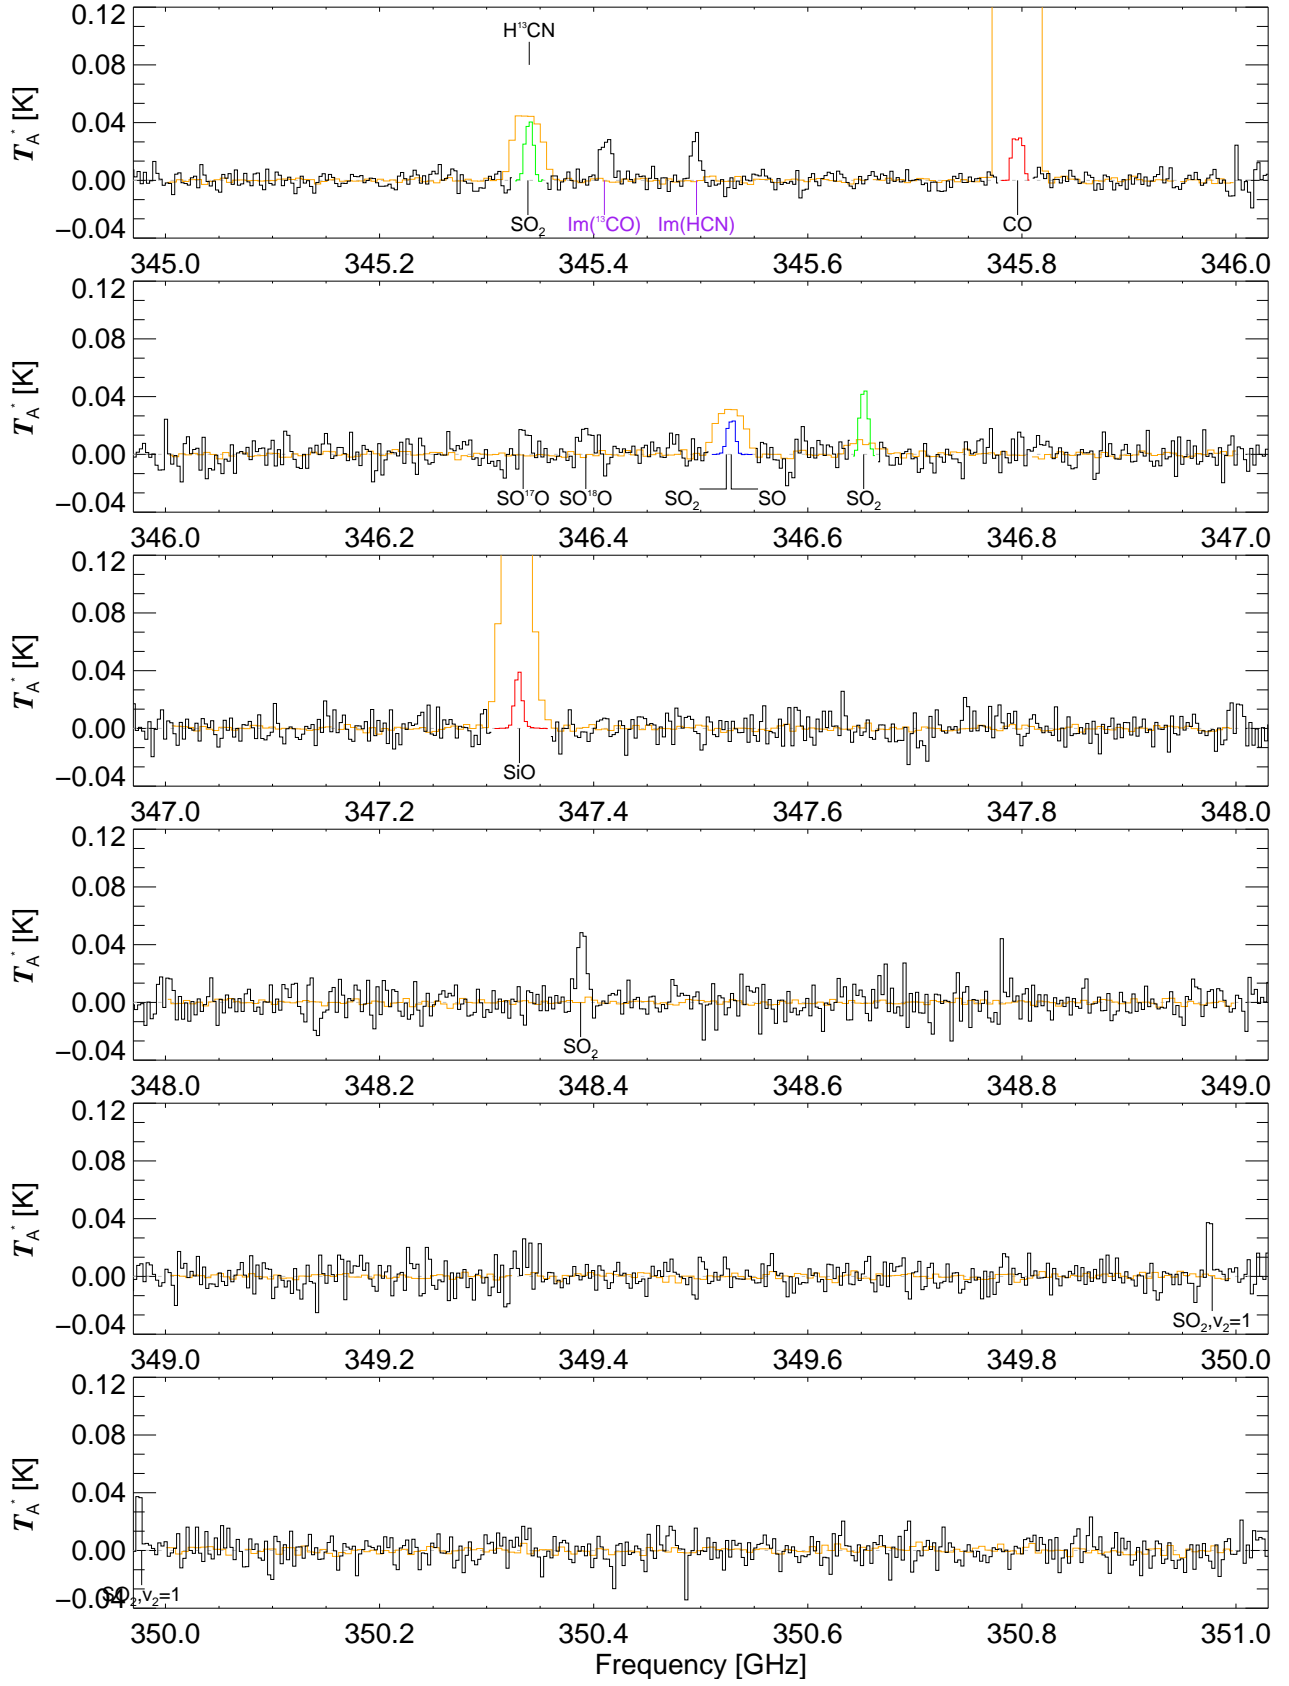 0.12
H¹³CN
0.08
0.04
0.00
−0.04
T_A^* [K]
SO₂ Im(¹³CO) Im(HCN) CO
345.0 345.2 345.4 345.6 345.8 346.0
0.12
0.08
0.04
0.00
−0.04
T_A^* [K]
SO¹⁷O SO¹⁸O SO₂ SO SO₂
346.0 346.2 346.4 346.6 346.8 347.0
0.12
0.08
0.04
0.00
−0.04
T_A^* [K]
SiO
347.0 347.2 347.4 347.6 347.8 348.0
0.12
0.08
0.04
0.00
−0.04
T_A^* [K]
SO₂
348.0 348.2 348.4 348.6 348.8 349.0
0.12
0.08
0.04
0.00
−0.04
T_A^* [K]
SO₂,v₂=1
349.0 349.2 349.4 349.6 349.8 350.0
0.12
0.08
0.04
0.00
−0.04
T_A^* [K]
SO₂,v₂=1
350.0 350.2 350.4 350.6 350.8 351.0
Frequency [GHz]